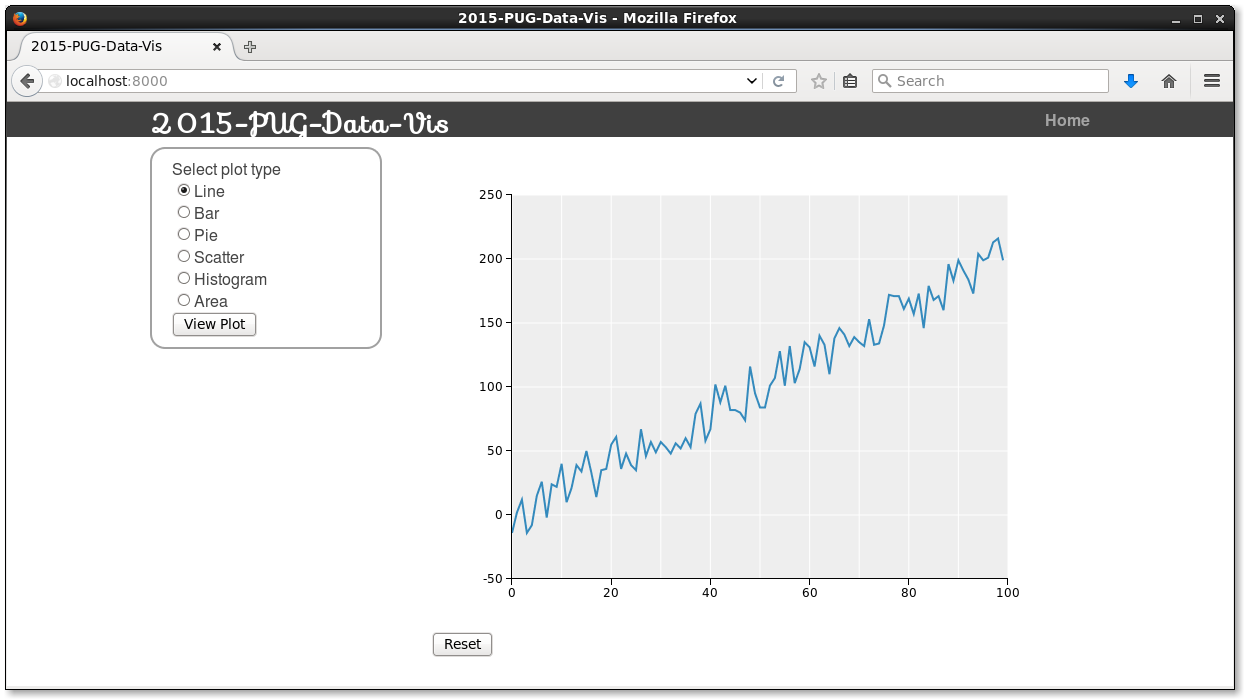 2015-PUG-Data-Vis - Mozilla Firefox
2015-PUG-Data-Vis
localhost:8000
Search
2015-PUG-Data-Vis
Home
Select plot type
Line
Bar
Pie
Scatter
Histogram
Area
View Plot
250
200
150
100
50
0
-50
0 20 40 60 80 100
Reset